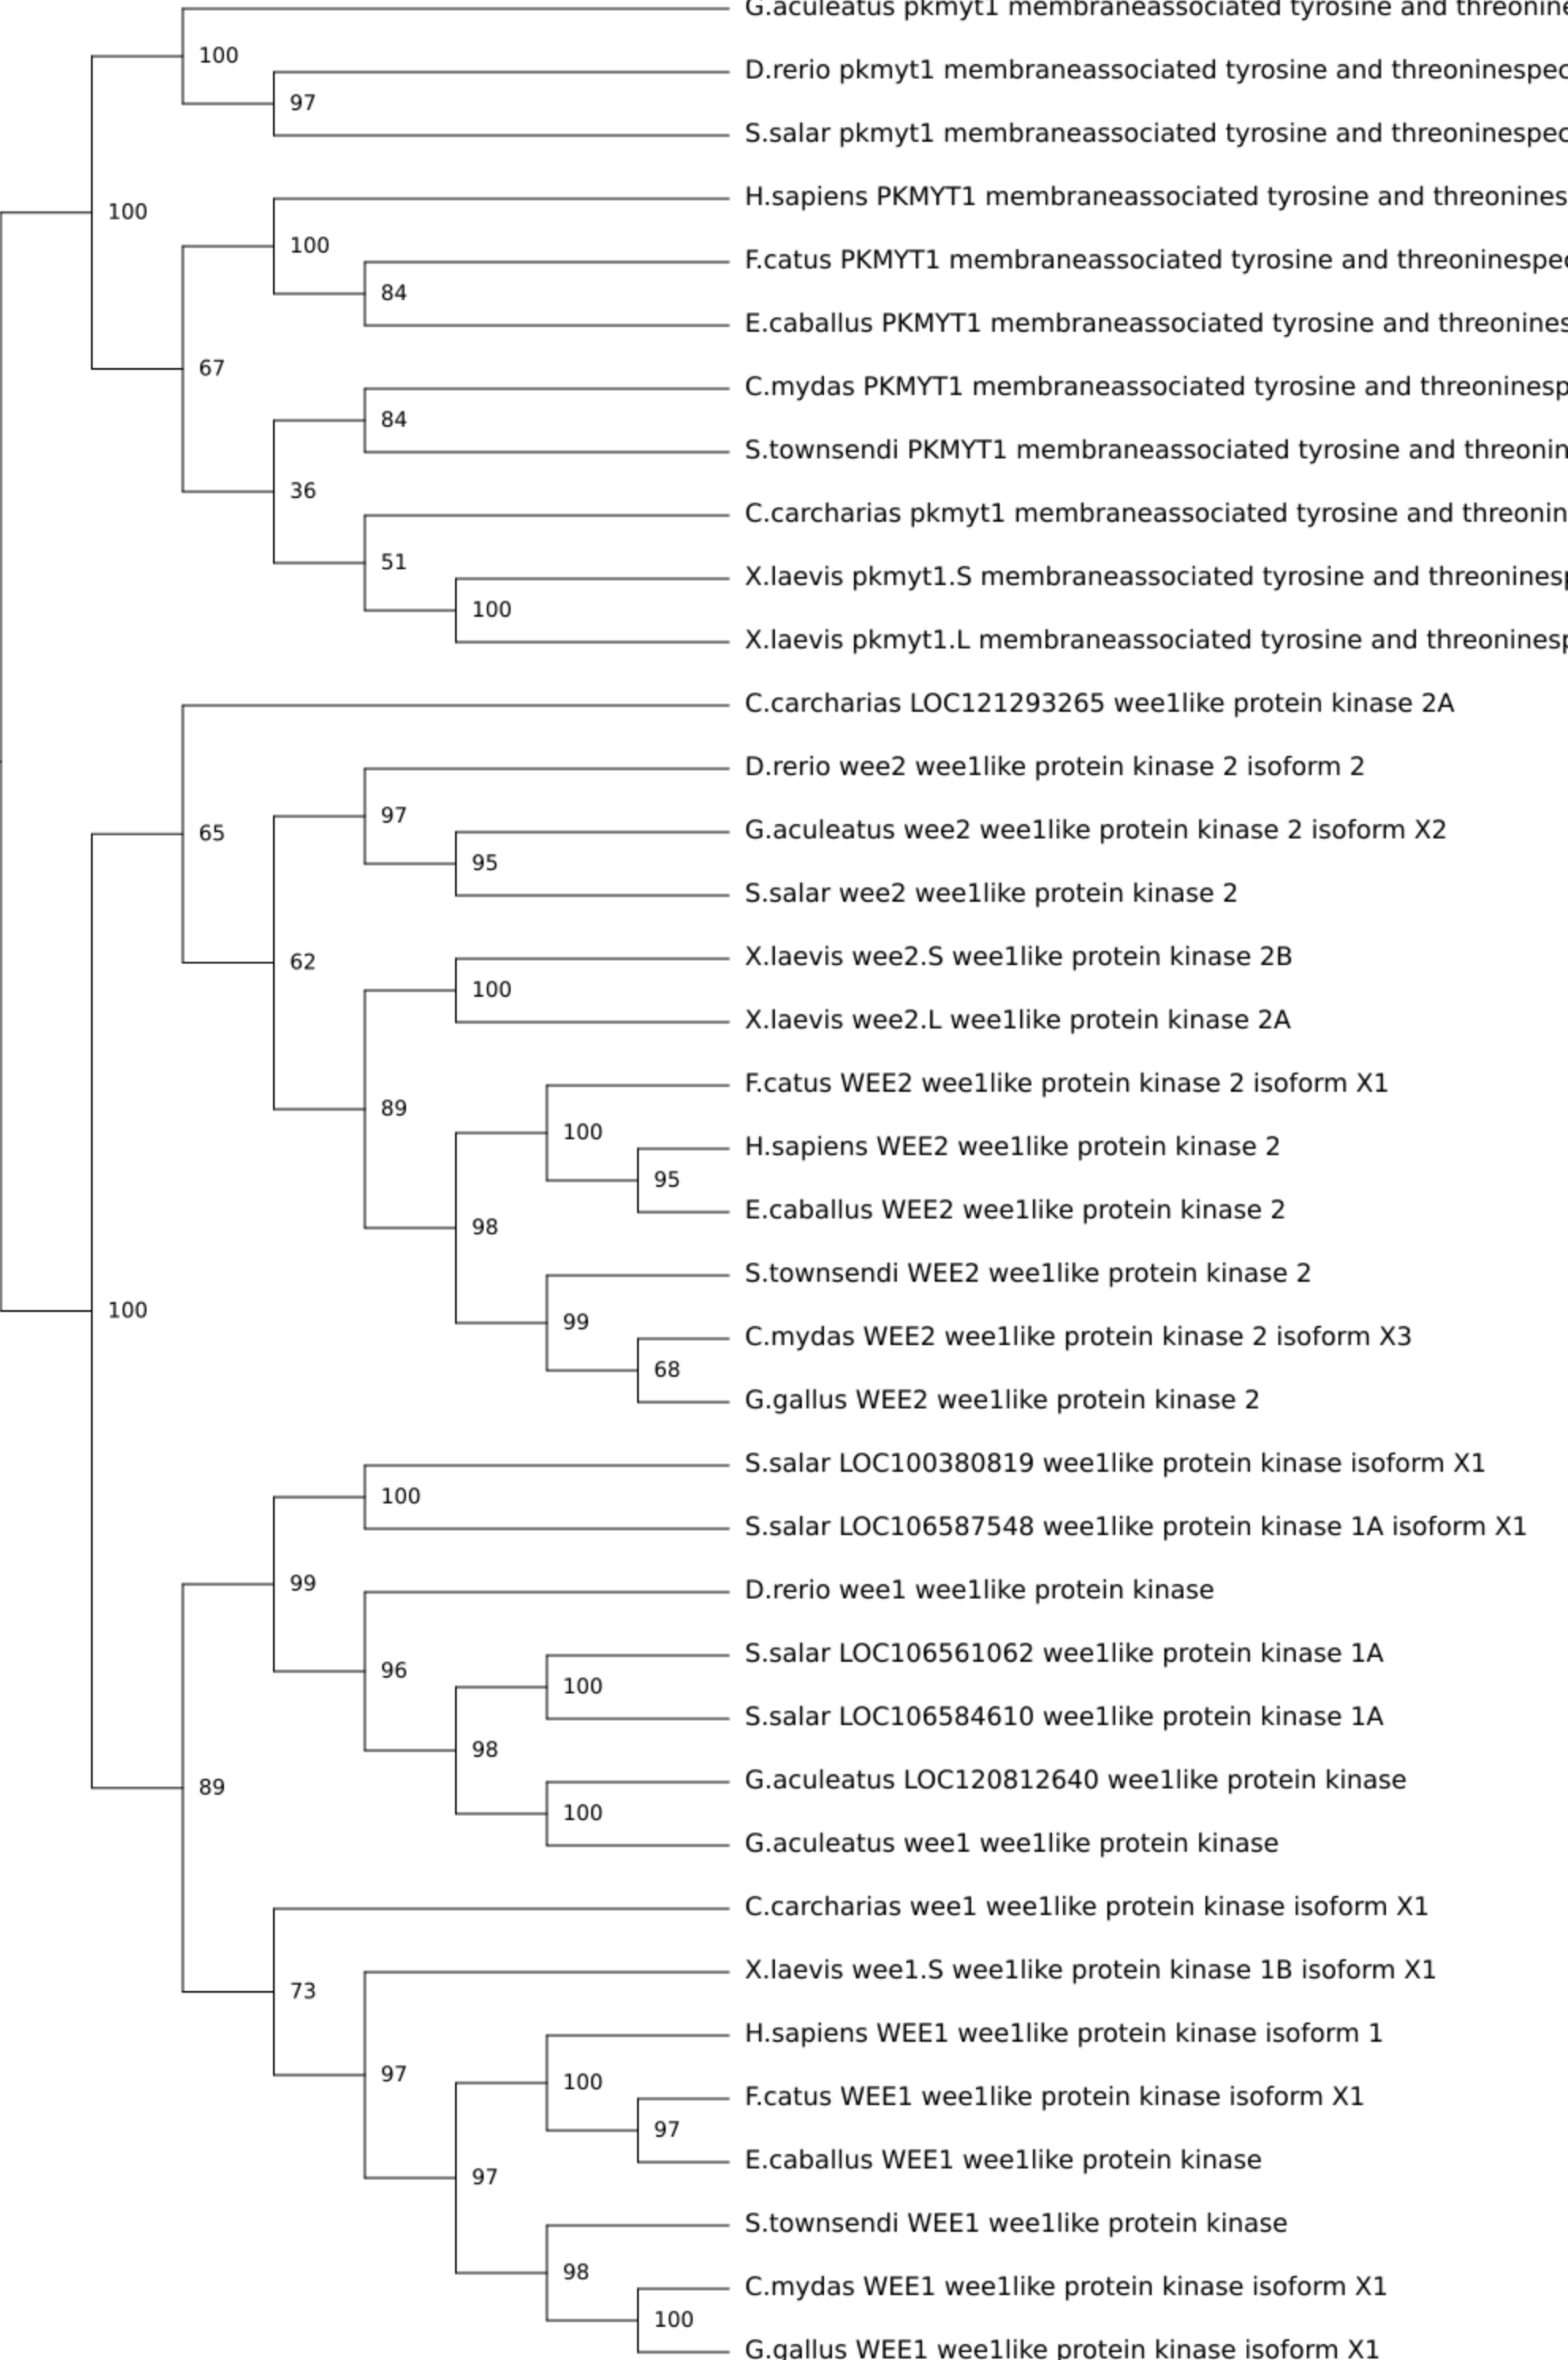 G.aculeatus pkmyt1 membraneassociated tyrosine and threonine
100
D.rerio pkmyt1 membraneassociated tyrosine and threoninespec
97
S.salar pkmyt1 membraneassociated tyrosine and threoninespec
H.sapiens PKMYT1 membraneassociated tyrosine and threonines
100
100
F.catus PKMYT1 membraneassociated tyrosine and threoninespec
84
E.caballus PKMYT1 membraneassociated tyrosine and threonines
67
C.mydas PKMYT1 membraneassociated tyrosine and threoninesp
84
S.townsendi PKMYT1 membraneassociated tyrosine and threonin
36
C.carcharias pkmyt1 membraneassociated tyrosine and threonin
51
X.laevis pkmyt1.S membraneassociated tyrosine and threoninesp
100
X.laevis pkmyt1.L membraneassociated tyrosine and threoninesp
C.carcharias LOC121293265 wee1like protein kinase 2A
D.rerio wee2 wee1like protein kinase 2 isoform 2
97
65
G.aculeatus wee2 wee1like protein kinase 2 isoform X2
95
S.salar wee2 wee1like protein kinase 2
62
X.laevis wee2.S wee1like protein kinase 2B
100
X.laevis wee2.L wee1like protein kinase 2A
89
F.catus WEE2 wee1like protein kinase 2 isoform X1
100
H.sapiens WEE2 wee1like protein kinase 2
95
E.caballus WEE2 wee1like protein kinase 2
98
S.townsendi WEE2 wee1like protein kinase 2
100
99
C.mydas WEE2 wee1like protein kinase 2 isoform X3
68
G.gallus WEE2 wee1like protein kinase 2
S.salar LOC100380819 wee1like protein kinase isoform X1
100
S.salar LOC106587548 wee1like protein kinase 1A isoform X1
99
D.rerio wee1 wee1like protein kinase
96
S.salar LOC106561062 wee1like protein kinase 1A
100
S.salar LOC106584610 wee1like protein kinase 1A
98
89
G.aculeatus LOC120812640 wee1like protein kinase
100
G.aculeatus wee1 wee1like protein kinase
C.carcharias wee1 wee1like protein kinase isoform X1
73
X.laevis wee1.S wee1like protein kinase 1B isoform X1
H.sapiens WEE1 wee1like protein kinase isoform 1
97
100
F.catus WEE1 wee1like protein kinase isoform X1
97
E.caballus WEE1 wee1like protein kinase
97
S.townsendi WEE1 wee1like protein kinase
98
C.mydas WEE1 wee1like protein kinase isoform X1
100
G.gallus WEE1 wee1like protein kinase isoform X1